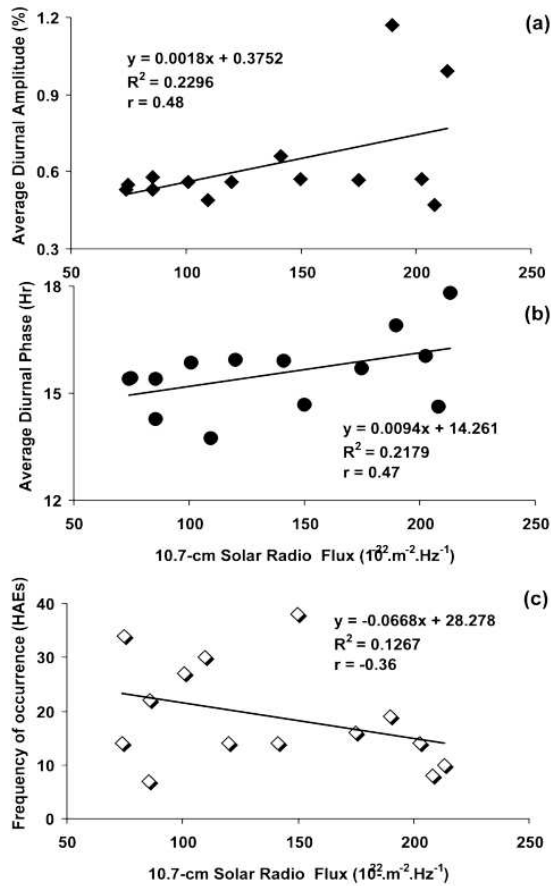 (a)
Average Diurnal Amplitude (%)
1.2
0.9
0.6
0.3
y = 0.0018x + 0.3752
R² = 0.2296
r = 0.48
50 100 150 200 250
(b)
Average Diurnal Phase (Hr)
18
15
12
y = 0.0094x + 14.261
R² = 0.2179
r = 0.47
50 100 150 200 250
10.7-cm Solar Radio Flux (10⁻²².m⁻².Hz⁻¹)
(c)
Frequency of occurrence (HAEs)
40
30
20
10
0
y = -0.0668x + 28.278
R² = 0.1267
r = -0.36
50 100 150 200 250
10.7-cm Solar Radio Flux (10⁻²².m⁻².Hz⁻¹)